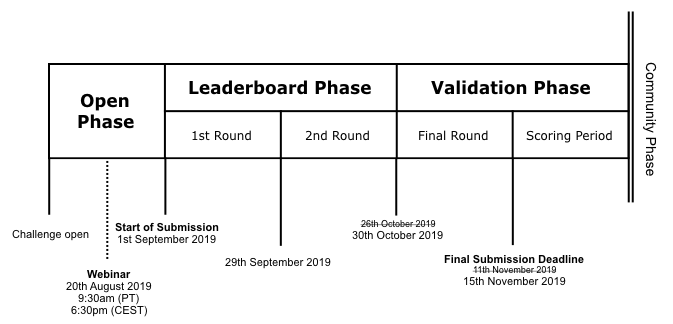 Open
Phase
Leaderboard Phase
Validation Phase
1st Round
2nd Round
Final Round
Scoring Period
Community Phase
Challenge open
Start of Submission
1st September 2019
26th October 2019
30th October 2019
29th September 2019
Final Submission Deadline
11th November 2019
15th November 2019
Webinar
20th August 2019
9:30am (PT)
6:30pm (CEST)